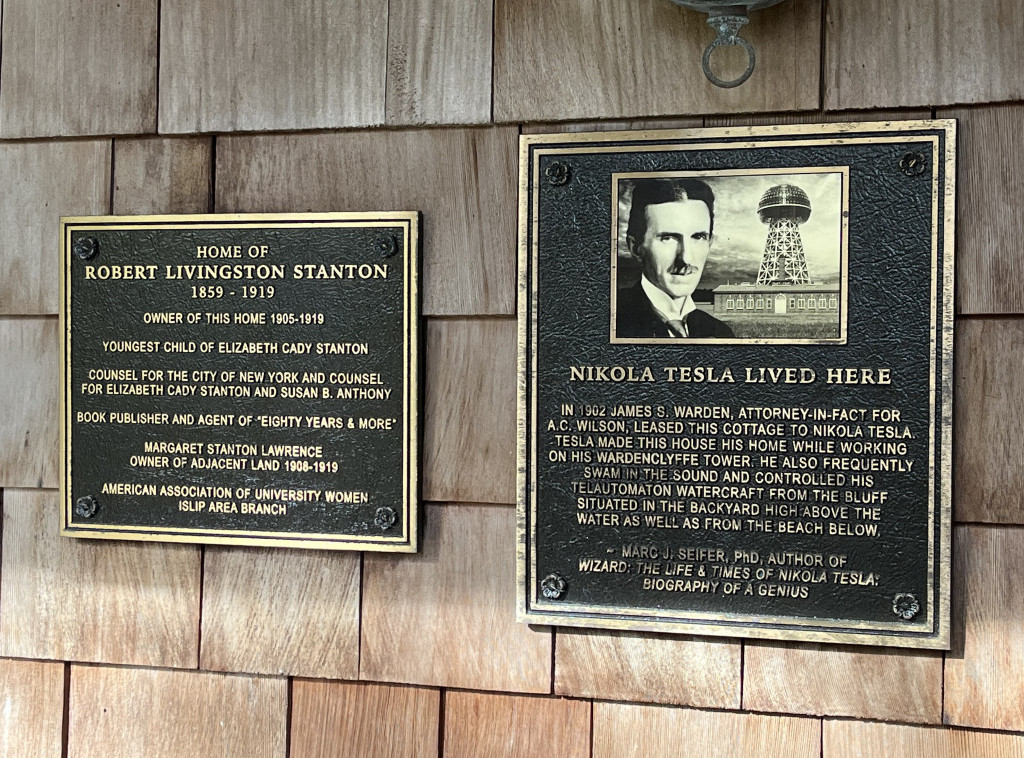 HOME OF
ROBERT LIVINGSTON STANTON
1859 - 1919
OWNER OF THIS HOME 1905-1919
YOUNGEST CHILD OF ELIZABETH CADY STANTON
COUNSEL FOR THE CITY OF NEW YORK AND COUNSEL
FOR ELIZABETH CADY STANTON AND SUSAN B. ANTHONY
BOOK PUBLISHER AND AGENT OF "EIGHTY YEARS & MORE"
MARGARET STANTON LAWRENCE
OWNER OF ADJACENT LAND 1908-1919
AMERICAN ASSOCIATION OF UNIVERSITY WOMEN
ISLIP AREA BRANCH
NIKOLA TESLA LIVED HERE
IN 1902 JAMES S. WARDEN, ATTORNEY-IN-FACT FOR
A.C. WILSON, LEASED THIS COTTAGE TO NIKOLA TESLA.
TESLA MADE THIS HOUSE HIS HOME WHILE WORKING
ON HIS WARDENCLYFFE TOWER. HE ALSO FREQUENTLY
SWAM IN THE SOUND AND CONTROLLED HIS
TELAUTOMATON WATERCRAFT FROM THE BLUFF
SITUATED IN THE BACKYARD HIGH ABOVE THE
WATER AS WELL AS FROM THE BEACH BELOW.
~ MARC J. SEIFER, PhD, AUTHOR OF
WIZARD: THE LIFE & TIMES OF NIKOLA TESLA:
BIOGRAPHY OF A GENIUS